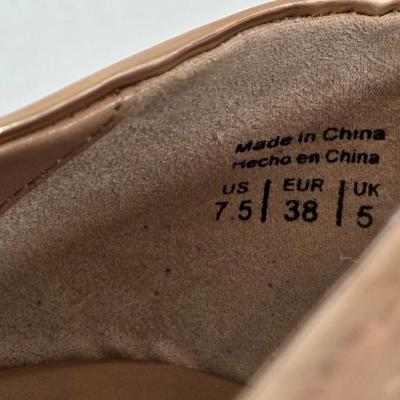 Made in China
Hecho en China
US | EUR | UK
7.5 | 38 | 5